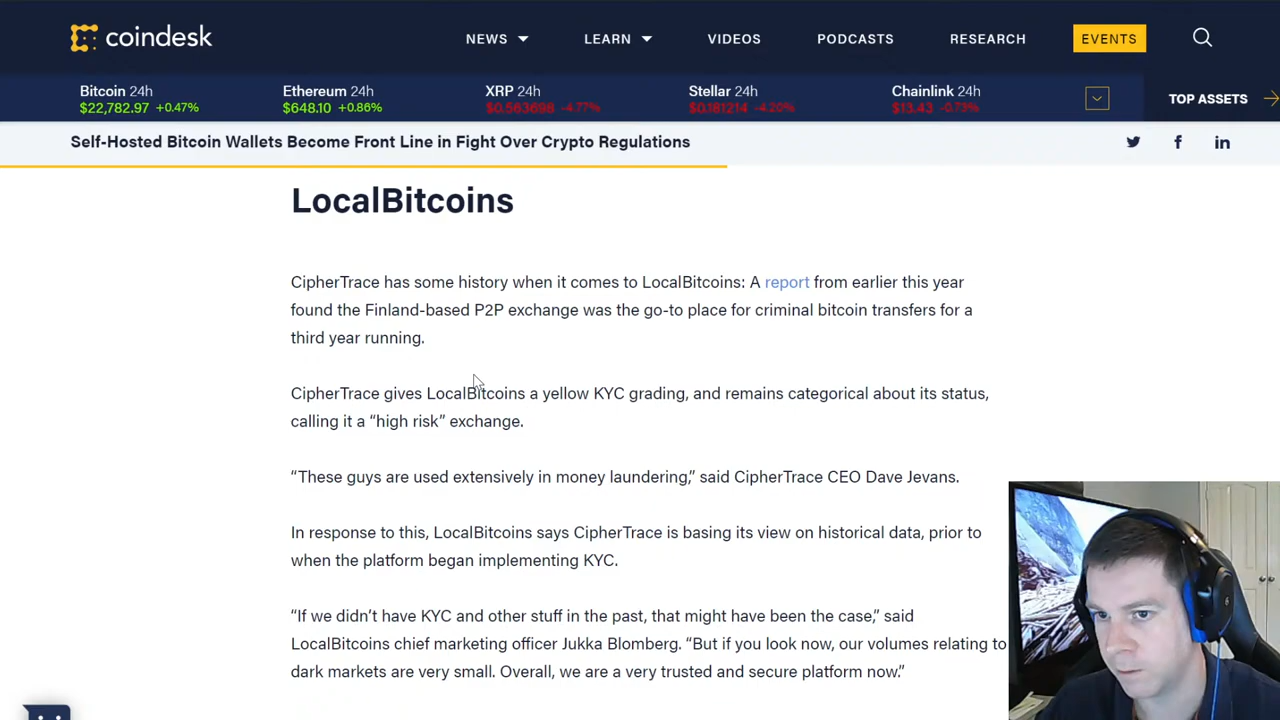 coindesk
NEWS LEARN VIDEOS PODCASTS RESEARCH EVENTS
Bitcoin 24h Ethereum 24h XRP 24h Stellar 24h Chainlink 24h
$22,782.97 +0.47% $648.10 +0.86% $0.563698 -4.77% $0.181214 -4.20% $13.43 -0.73%
TOP ASSETS
Self-Hosted Bitcoin Wallets Become Front Line in Fight Over Crypto Regulations
LocalBitcoins
CipherTrace has some history when it comes to LocalBitcoins: A report from earlier this year
found the Finland-based P2P exchange was the go-to place for criminal bitcoin transfers for a
third year running.
CipherTrace gives LocalBitcoins a yellow KYC grading, and remains categorical about its status,
calling it a “high risk” exchange.
“These guys are used extensively in money laundering,” said CipherTrace CEO Dave Jevans.
In response to this, LocalBitcoins says CipherTrace is basing its view on historical data, prior to
when the platform began implementing KYC.
“If we didn’t have KYC and other stuff in the past, that might have been the case,” said
LocalBitcoins chief marketing officer Jukka Blomberg. “But if you look now, our volumes relating to
dark markets are very small. Overall, we are a very trusted and secure platform now.”